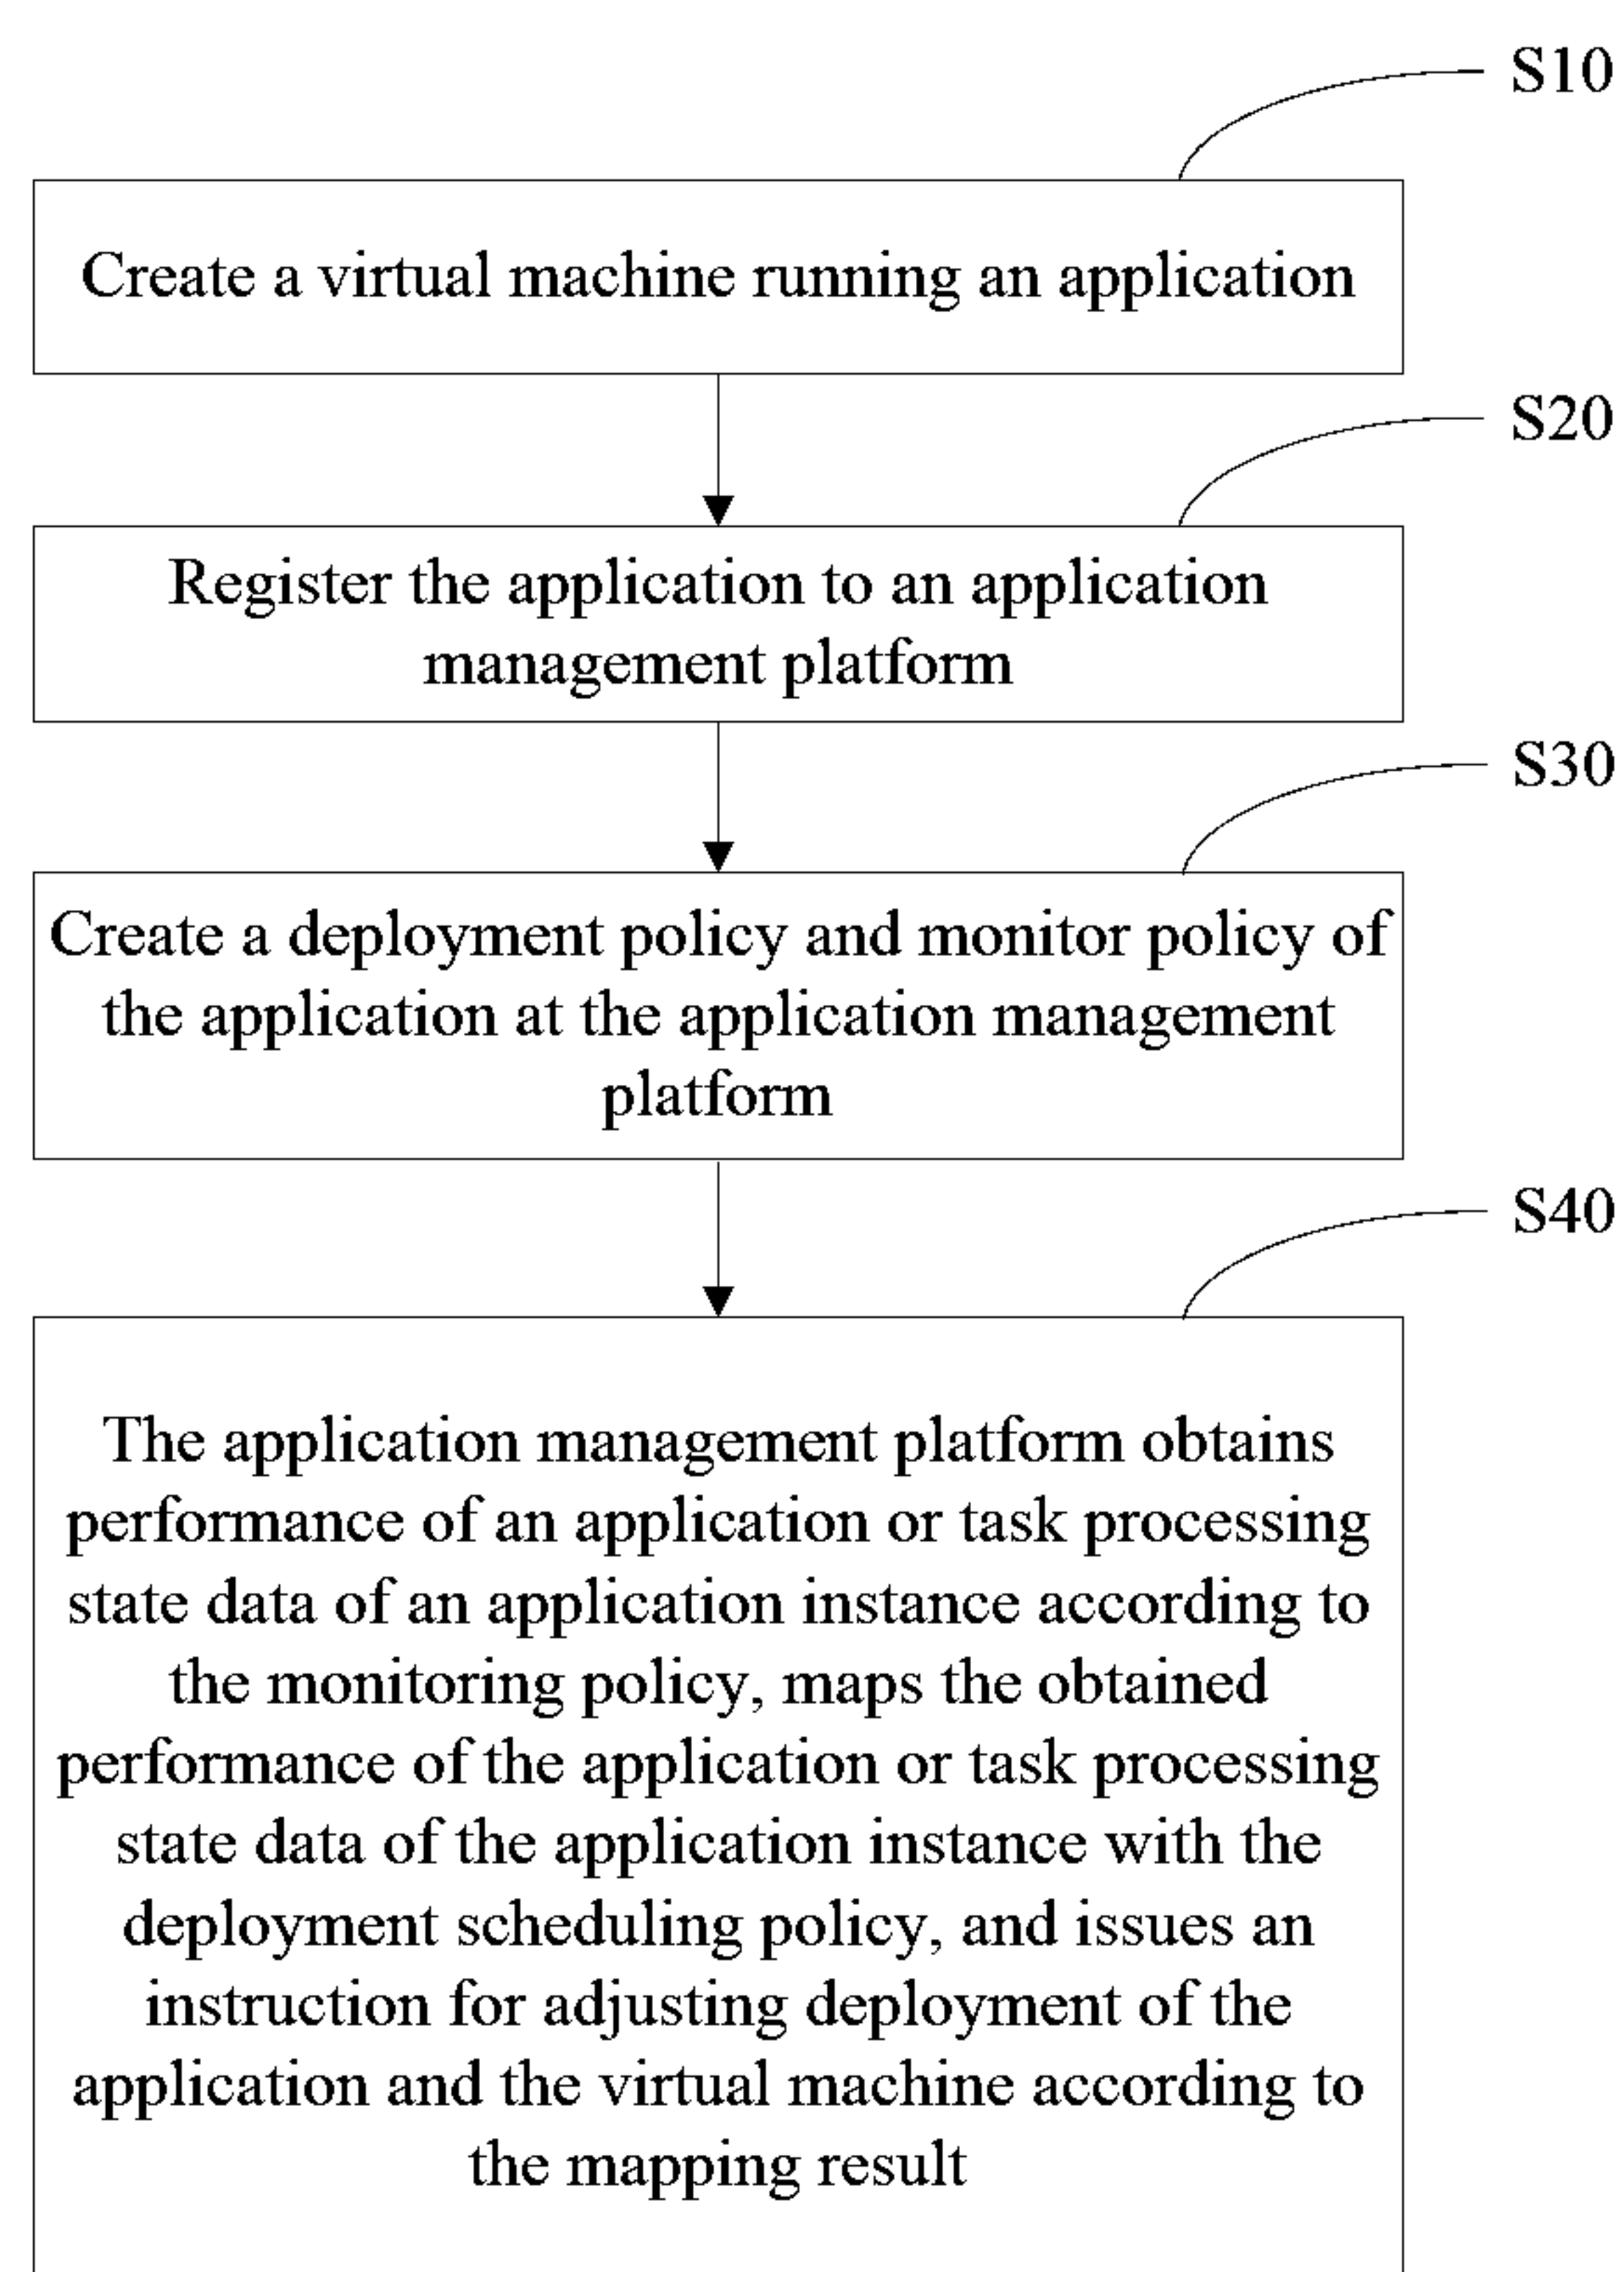 S10
Create a virtual machine running an application
S20
Register the application to an application
management platform
S30
Create a deployment policy and monitor policy of
the application at the application management
platform
S40
The application management platform obtains
performance of an application or task processing
state data of an application instance according to
the monitoring policy, maps the obtained
performance of the application or task processing
state data of the application instance with the
deployment scheduling policy, and issues an
instruction for adjusting deployment of the
application and the virtual machine according to
the mapping result